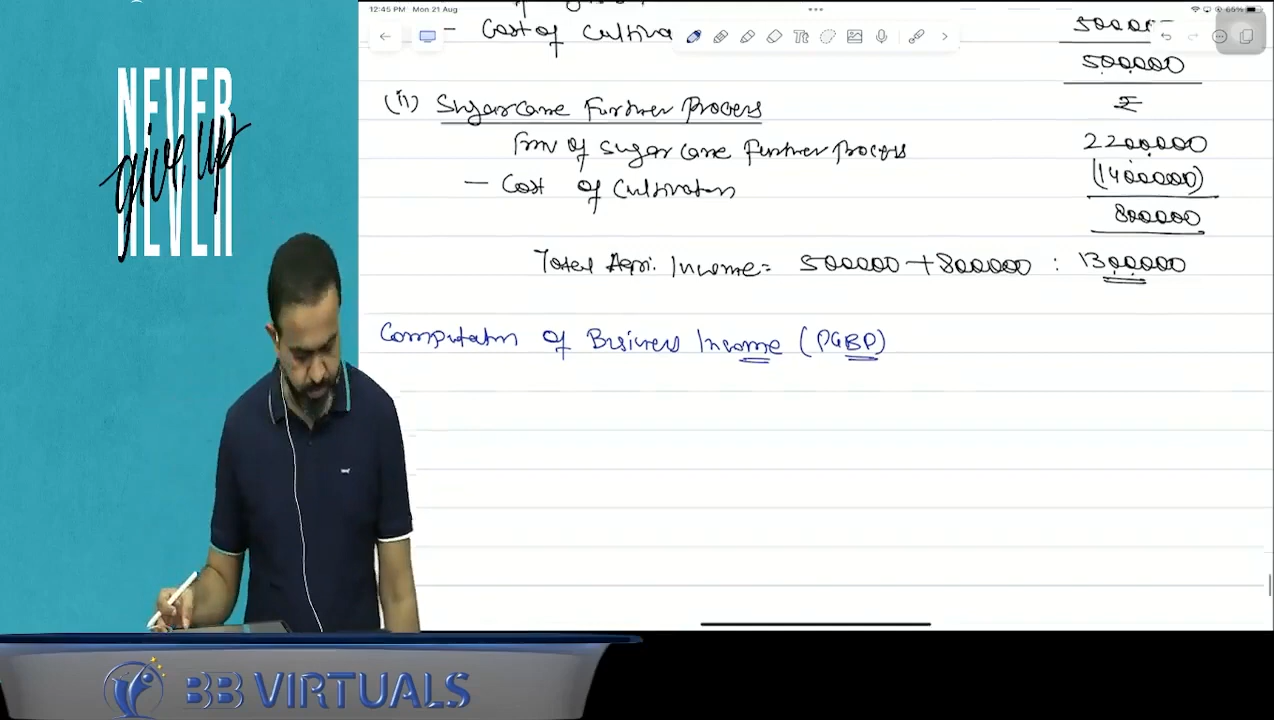 12:45 PM Mon 21 Aug
65%
- Cost of Cultiva
500000
(ii) Sugarcane Further Process
₹
Fmv of sugar cane further process 2200000
- Cost of Cultivation (1400000)
800000
Total Agri. Income = 500000 + 800000 : 1300000
Computation of Business Income (PGBP)
NEVER
give up
NEVER
BB VIRTUALS